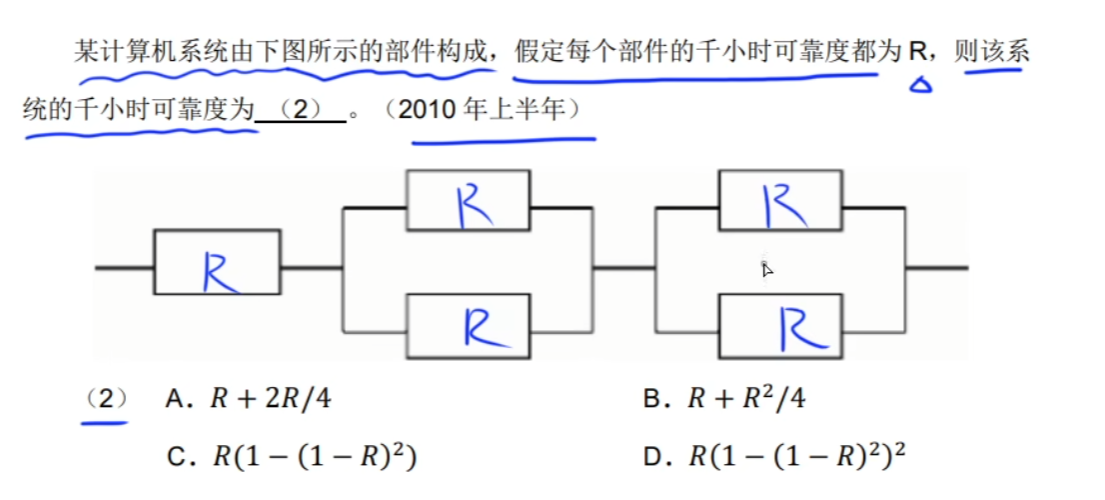 某计算机系统由下图所示的部件构成，假定每个部件的千小时可靠度都为 R，则该系
统的千小时可靠度为 （2） 。（2010 年上半年）
R R
R
R R
（2） A. R + 2R/4 B. R + R²/4
C. R(1 − (1 − R)²) D. R(1 − (1 − R)²)²